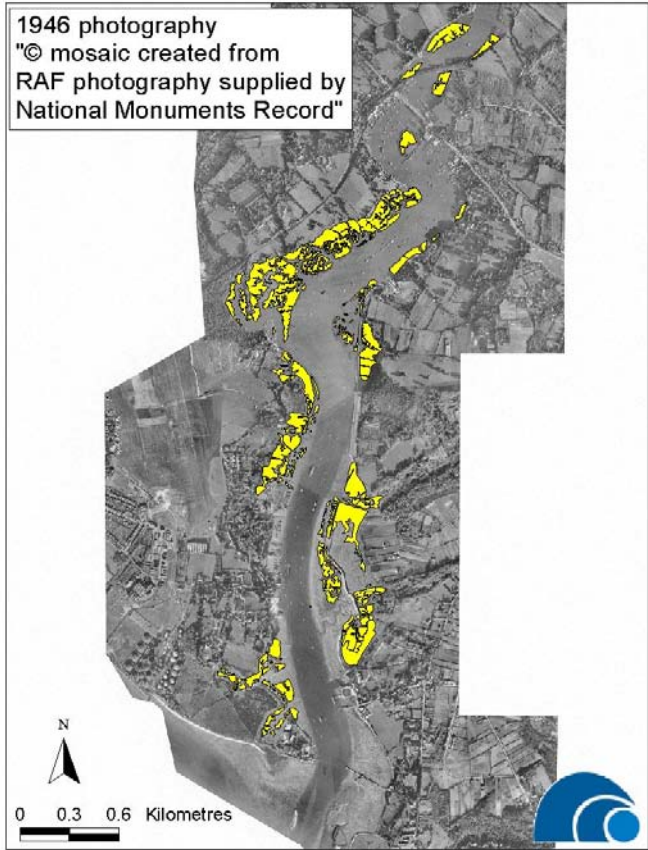 1946 photography
"© mosaic created from
RAF photography supplied by
National Monuments Record"
N
0 0.3 0.6 Kilometres